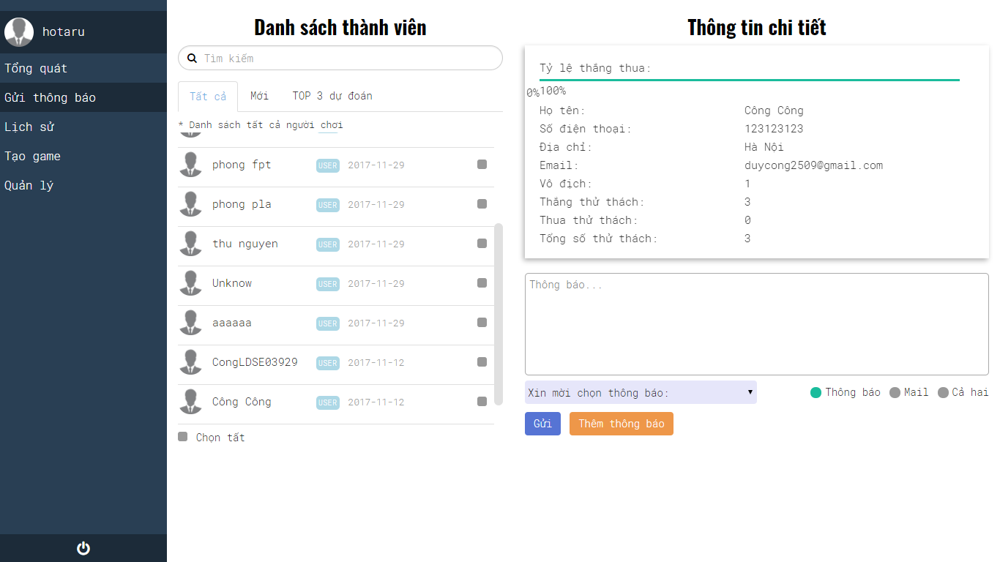 hotaru
Tổng quát
Gửi thông báo
Lịch sử
Tạo game
Quản lý
Danh sách thành viên
Tìm kiếm
Tất cả Mới TOP 3 dự đoán
* Danh sách tất cả người chơi
phong fpt USER 2017-11-29
phong pla USER 2017-11-29
thu nguyen USER 2017-11-29
Unknow USER 2017-11-29
aaaaaa USER 2017-11-29
CongLDSE03929 USER 2017-11-12
Công Công USER 2017-11-12
Chọn tất
Thông tin chi tiết
Tỷ lệ thắng thua:
0% 100%
Họ tên: Công Công
Số điện thoại: 123123123
Địa chỉ: Hà Nội
Email: duycong2509@gmail.com
Vô địch: 1
Thắng thử thách: 3
Thua thử thách: 0
Tổng số thử thách: 3
Thông báo...
Xin mời chọn thông báo: Thông báo Mail Cả hai
Gửi Thêm thông báo